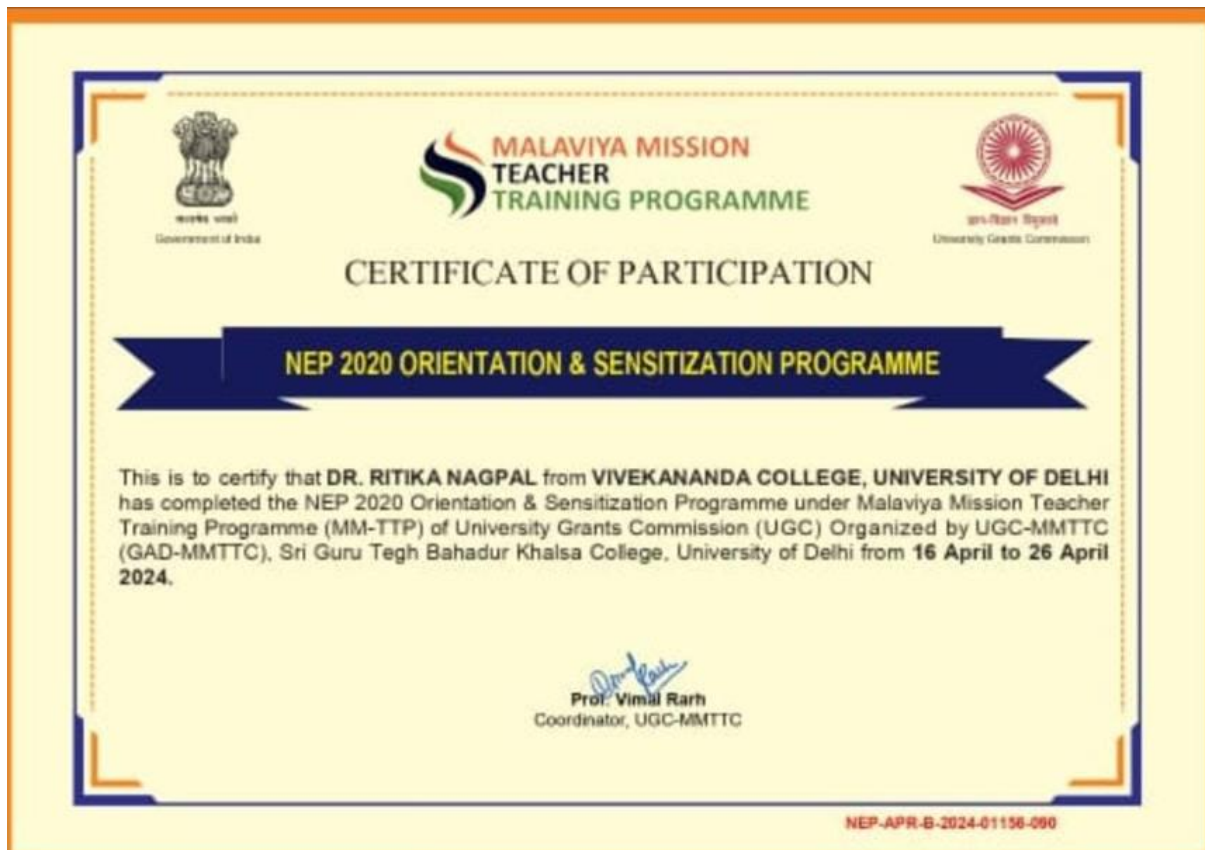 MALAVIYA MISSION
TEACHER
TRAINING PROGRAMME
सत्यमेव जयते
Government of India
ज्ञान-विज्ञान विमुक्तये
University Grants Commission
CERTIFICATE OF PARTICIPATION
NEP 2020 ORIENTATION & SENSITIZATION PROGRAMME
This is to certify that DR. RITIKA NAGPAL from VIVEKANANDA COLLEGE, UNIVERSITY OF DELHI
has completed the NEP 2020 Orientation & Sensitization Programme under Malaviya Mission Teacher
Training Programme (MM-TTP) of University Grants Commission (UGC) Organized by UGC-MMTTC
(GAD-MMTTC), Sri Guru Tegh Bahadur Khalsa College, University of Delhi from 16 April to 26 April
2024.
Prof. Vimal Rarh
Coordinator, UGC-MMTTC
NEP-APR-B-2024-01156-090